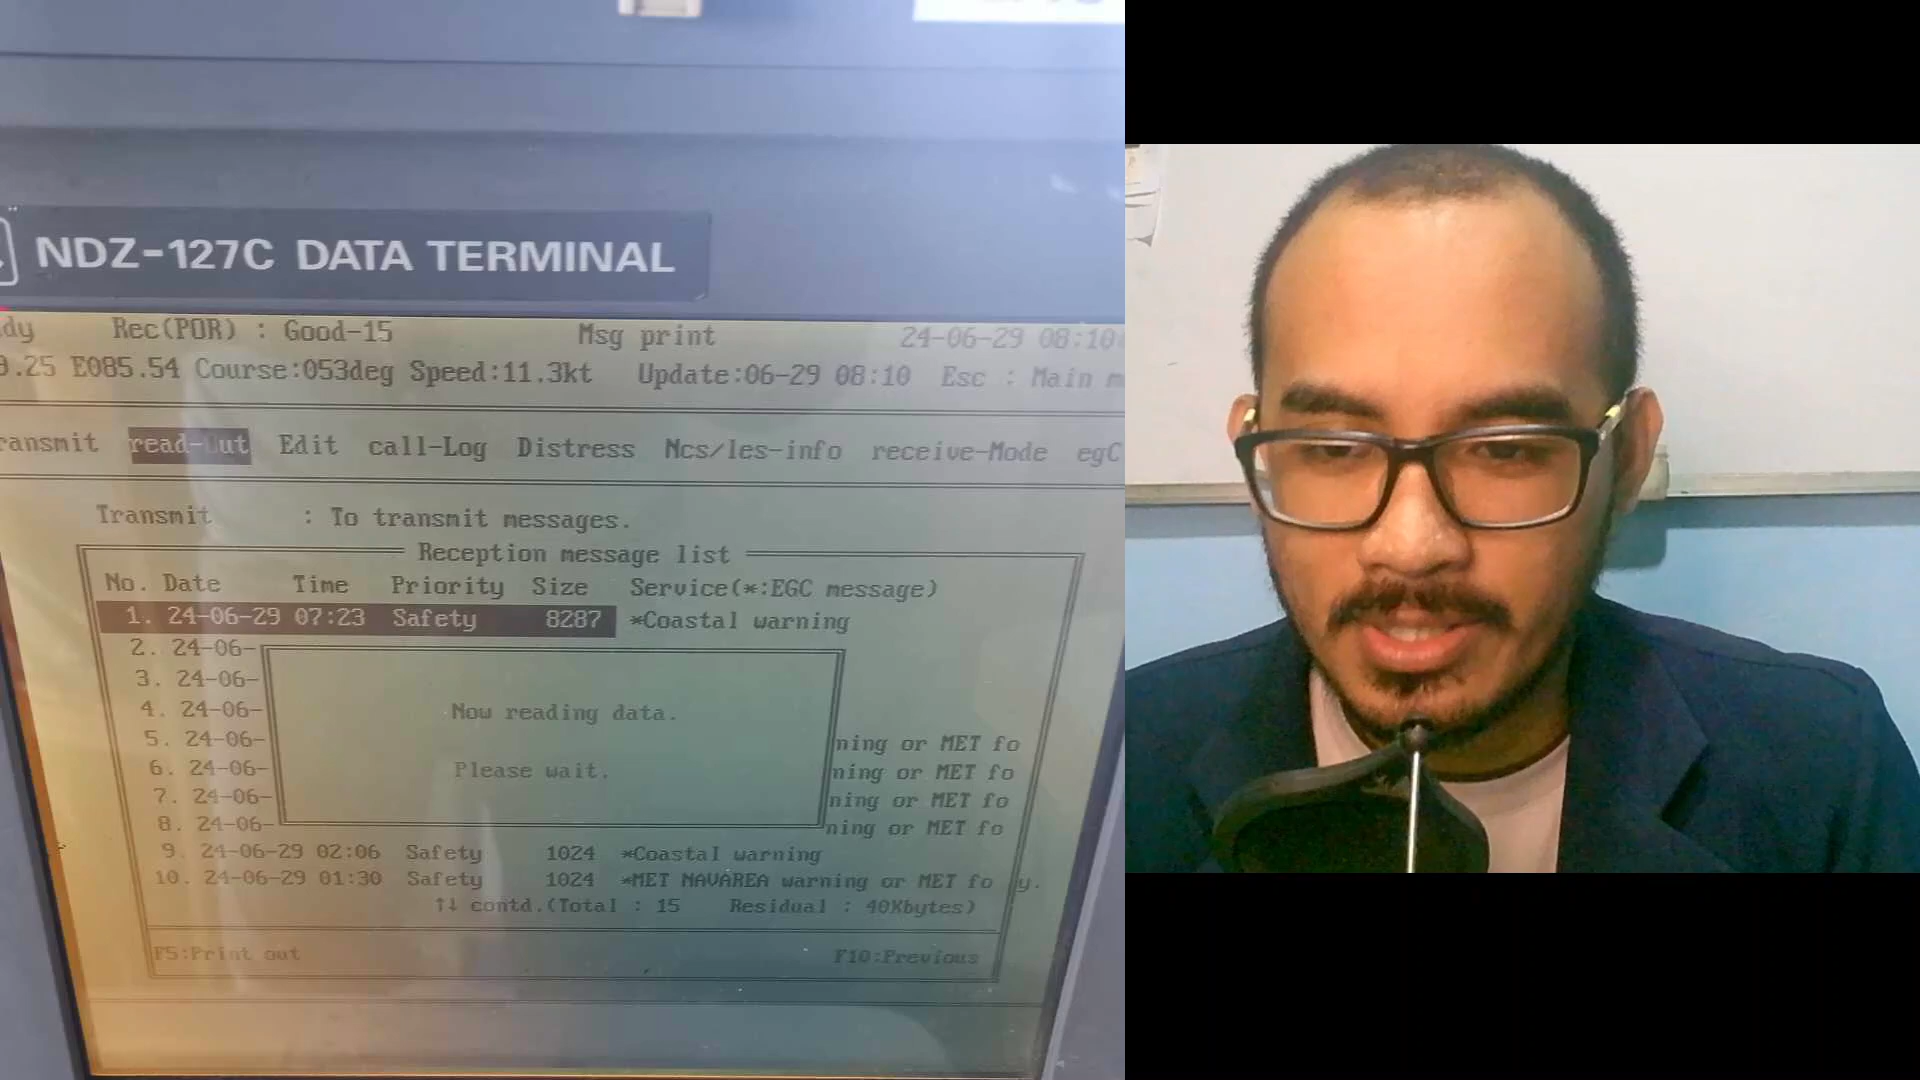 NDZ-127C DATA TERMINAL
dy Rec(POR) : Good-15 Msg print 24-06-29 08:10
.25 E085.54 Course:053deg Speed:11.3kt Update:06-29 08:10 Esc : Main m
ransmit read-Out Edit call-Log Distress Ncs/les-info receive-Mode egC
Transmit : To transmit messages.
Reception message list
No. Date Time Priority Size Service(*:EGC message)
1. 24-06-29 07:23 Safety 8287 *Coastal warning
2. 24-06-
3. 24-06-
4. 24-06-
Now reading data.
5. 24-06- ning or MET fo
6. 24-06- Please wait. ning or MET fo
7. 24-06- ning or MET fo
8. 24-06- ning or MET fo
9. 24-06-29 02:06 Safety 1024 *Coastal warning
10. 24-06-29 01:30 Safety 1024 *MET NAVAREA warning or MET fo y.
↑↓ contd.(Total : 15 Residual : 40Kbytes)
F5:Print out F10:Previous